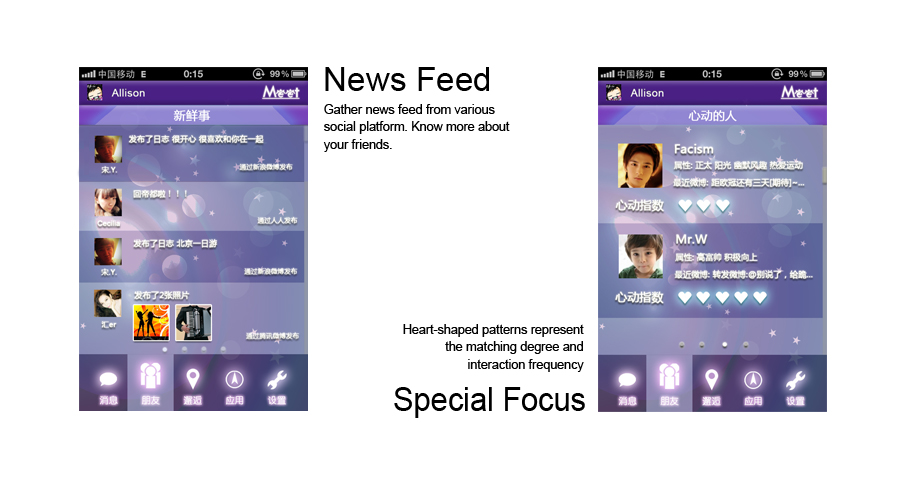 中国移动 E 0:15 99%
Allison Meet
新鲜事
发布了日志 很开心 很喜欢和你在一起
宋.Y. 通过新浪微博发布
回帝都啦！！！
Cecilia 通过人人发布
发布了日志 北京一日游
宋.Y. 通过新浪微博发布
发布了2张照片
汇er 通过腾讯微博发布
消息 朋友 邂逅 应用 设置
News Feed
Gather news feed from various
social platform. Know more about
your friends.
Heart-shaped patterns represent
the matching degree and
interaction frequency
Special Focus
中国移动 E 0:15 99%
Allison Meet
心动的人
Facism
属性: 正太 阳光 幽默风趣 热爱运动
最近微博: 距欧冠还有三天[期待]~...
心动指数
Mr.W
属性: 高富帅 积极向上
最近微博: 转发微博:@别说了，给跪...
心动指数
消息 朋友 邂逅 应用 设置